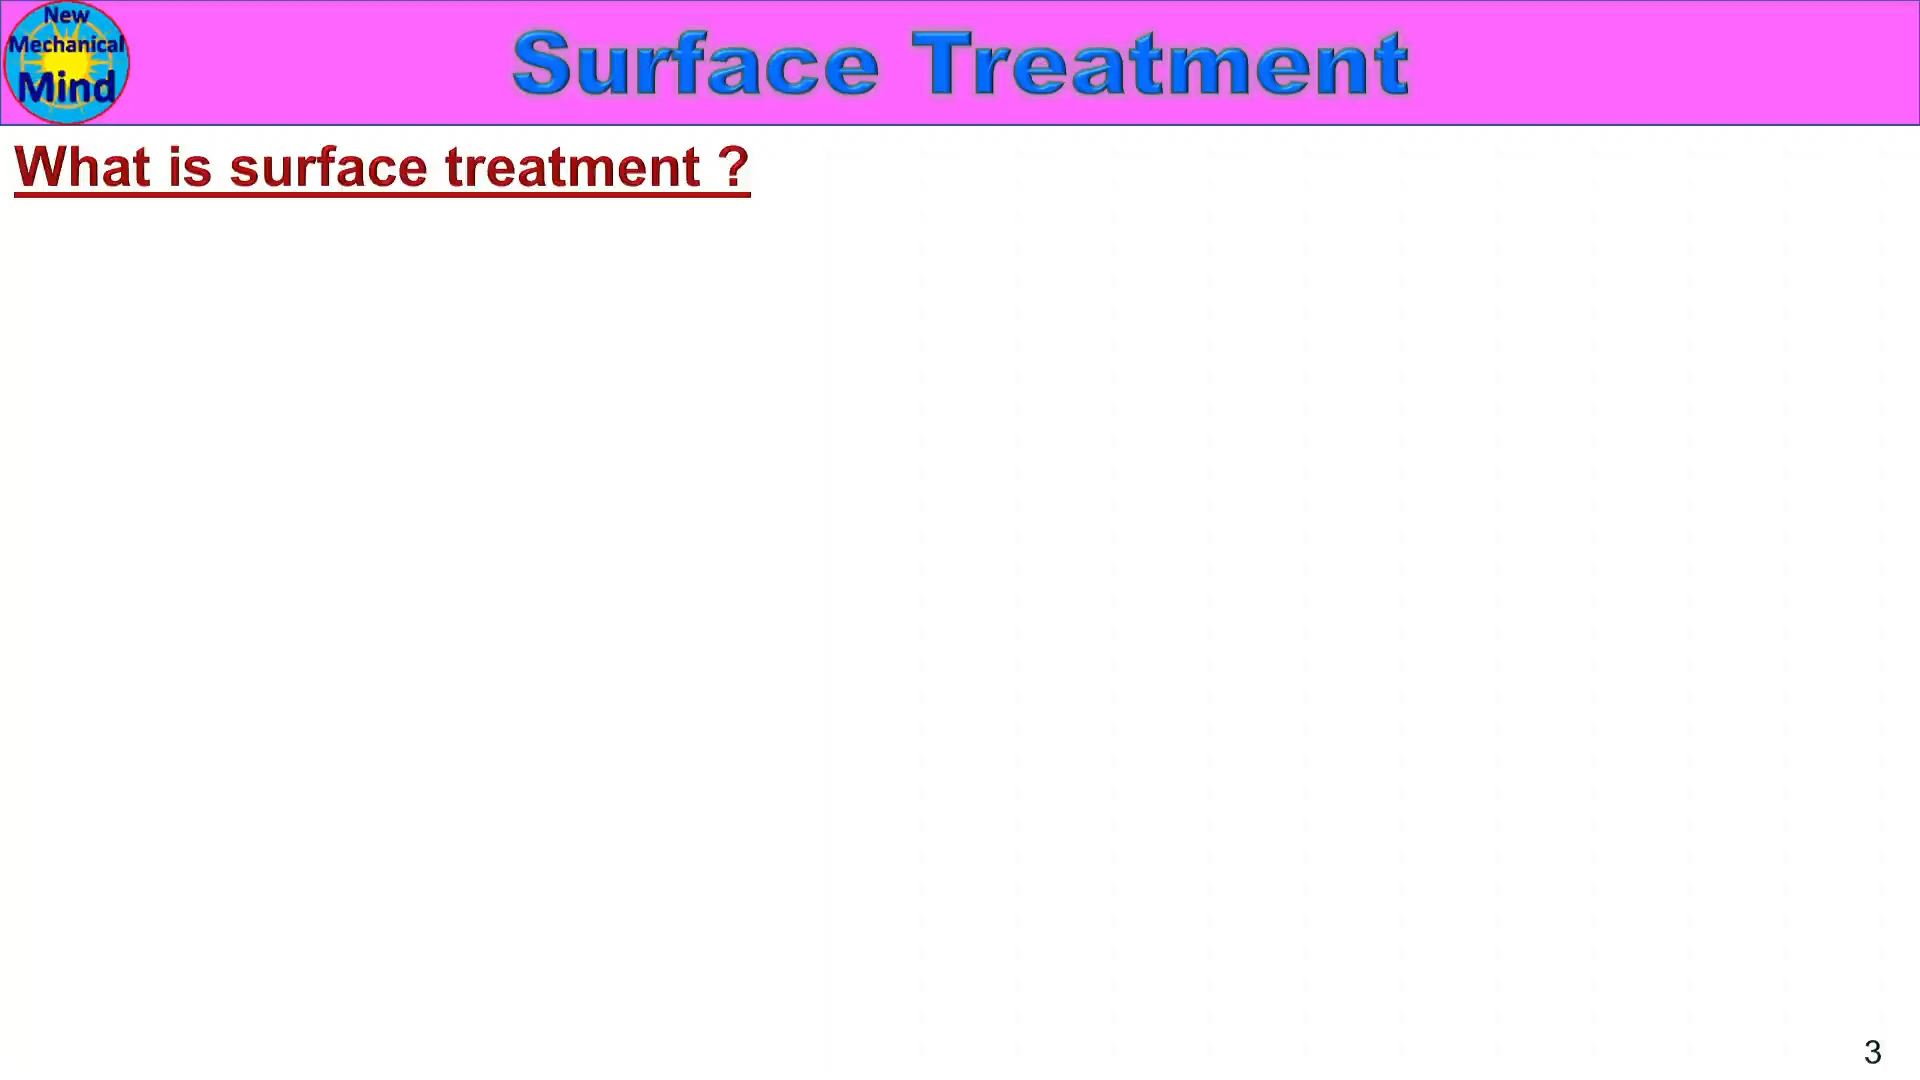 New
Mechanical
Mind
Surface Treatment
What is surface treatment ?
3